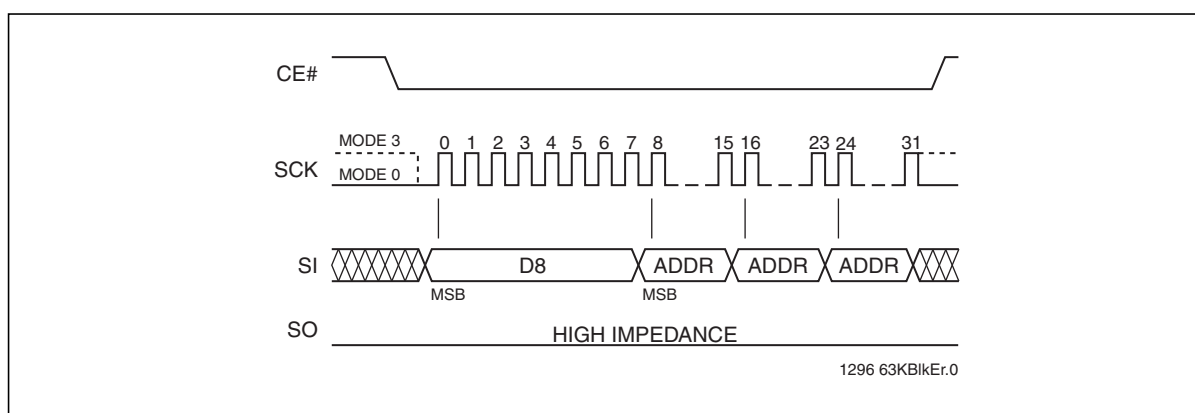 CE#
MODE 3
0 1 2 3 4 5 6 7 8 15 16 23 24 31
SCK
MODE 0
SI
D8 ADDR ADDR ADDR
MSB MSB
SO
HIGH IMPEDANCE
1296 63KBlkEr.0